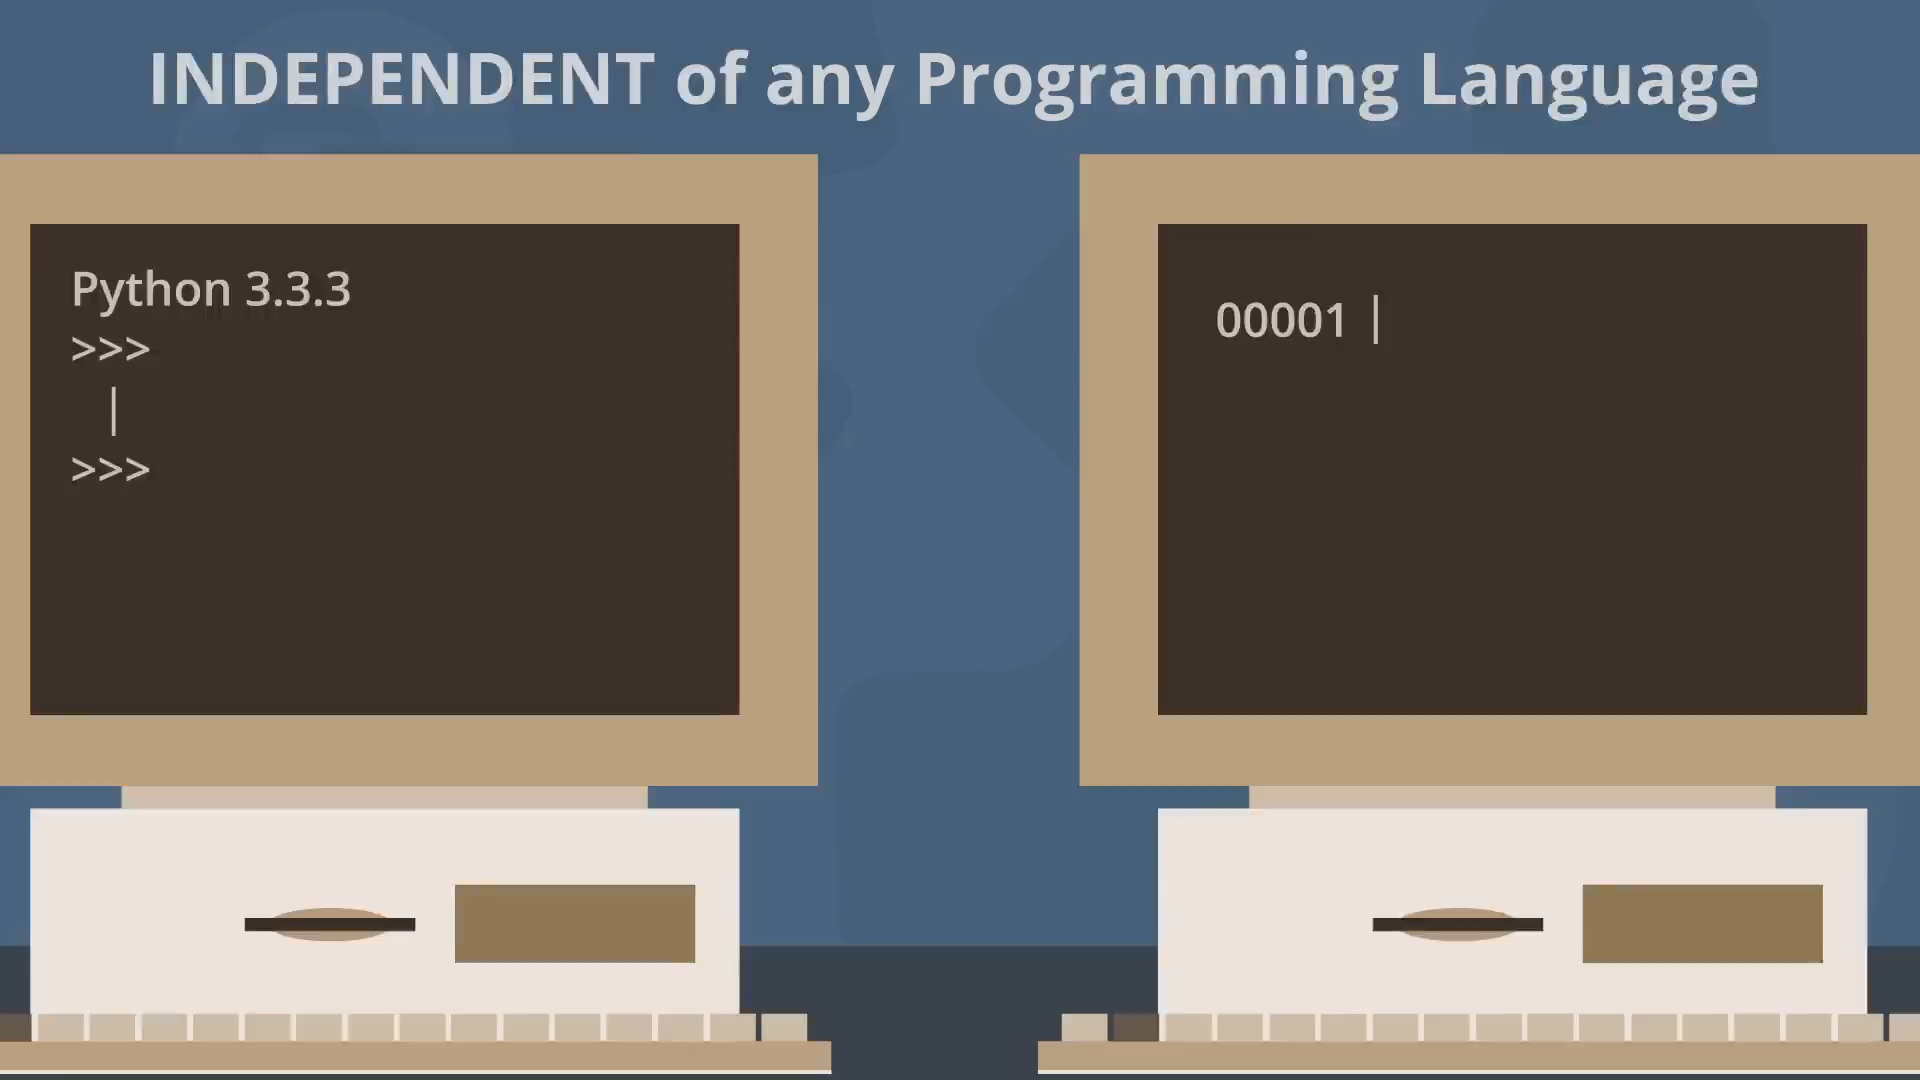 INDEPENDENT of any Programming Language
Python 3.3.3
>>>
|
>>>
00001 |